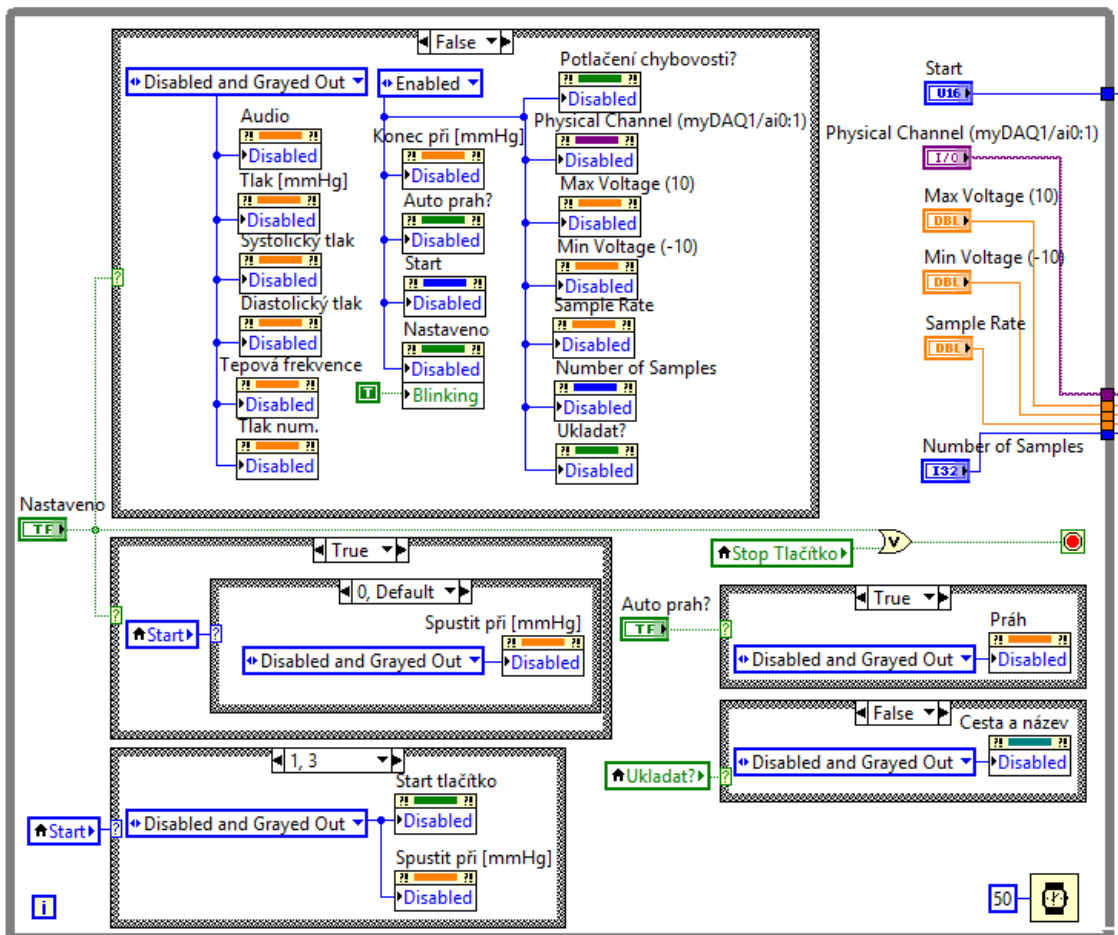 False
Disabled and Grayed Out
Enabled
Potlačení chybovosti?
Disabled
Audio
Disabled
Konec při [mmHg]
Disabled
Physical Channel (myDAQ1/ai0:1)
Disabled
Tlak [mmHg]
Disabled
Auto prah?
Disabled
Max Voltage (10)
Disabled
Systolický tlak
Disabled
Start
Disabled
Min Voltage (-10)
Disabled
Diastolický tlak
Disabled
Nastaveno
Disabled
Blinking
T
Sample Rate
Disabled
Tepová frekvence
Disabled
Number of Samples
Disabled
Tlak num.
Disabled
Ukladat?
Disabled
Start
U16
Physical Channel (myDAQ1/ai0:1)
I/O
Max Voltage (10)
DBL
Min Voltage (-10)
DBL
Sample Rate
DBL
Number of Samples
I32
Nastaveno
TF
Stop Tlačítko
V
True
0, Default
Start
Spustit při [mmHg]
Disabled and Grayed Out
Disabled
Auto prah?
TF
True
Práh
Disabled and Grayed Out
Disabled
False
Cesta a název
Disabled and Grayed Out
Disabled
Ukladat?
1, 3
Start tlačítko
Disabled and Grayed Out
Disabled
Start
Spustit při [mmHg]
Disabled
i
50